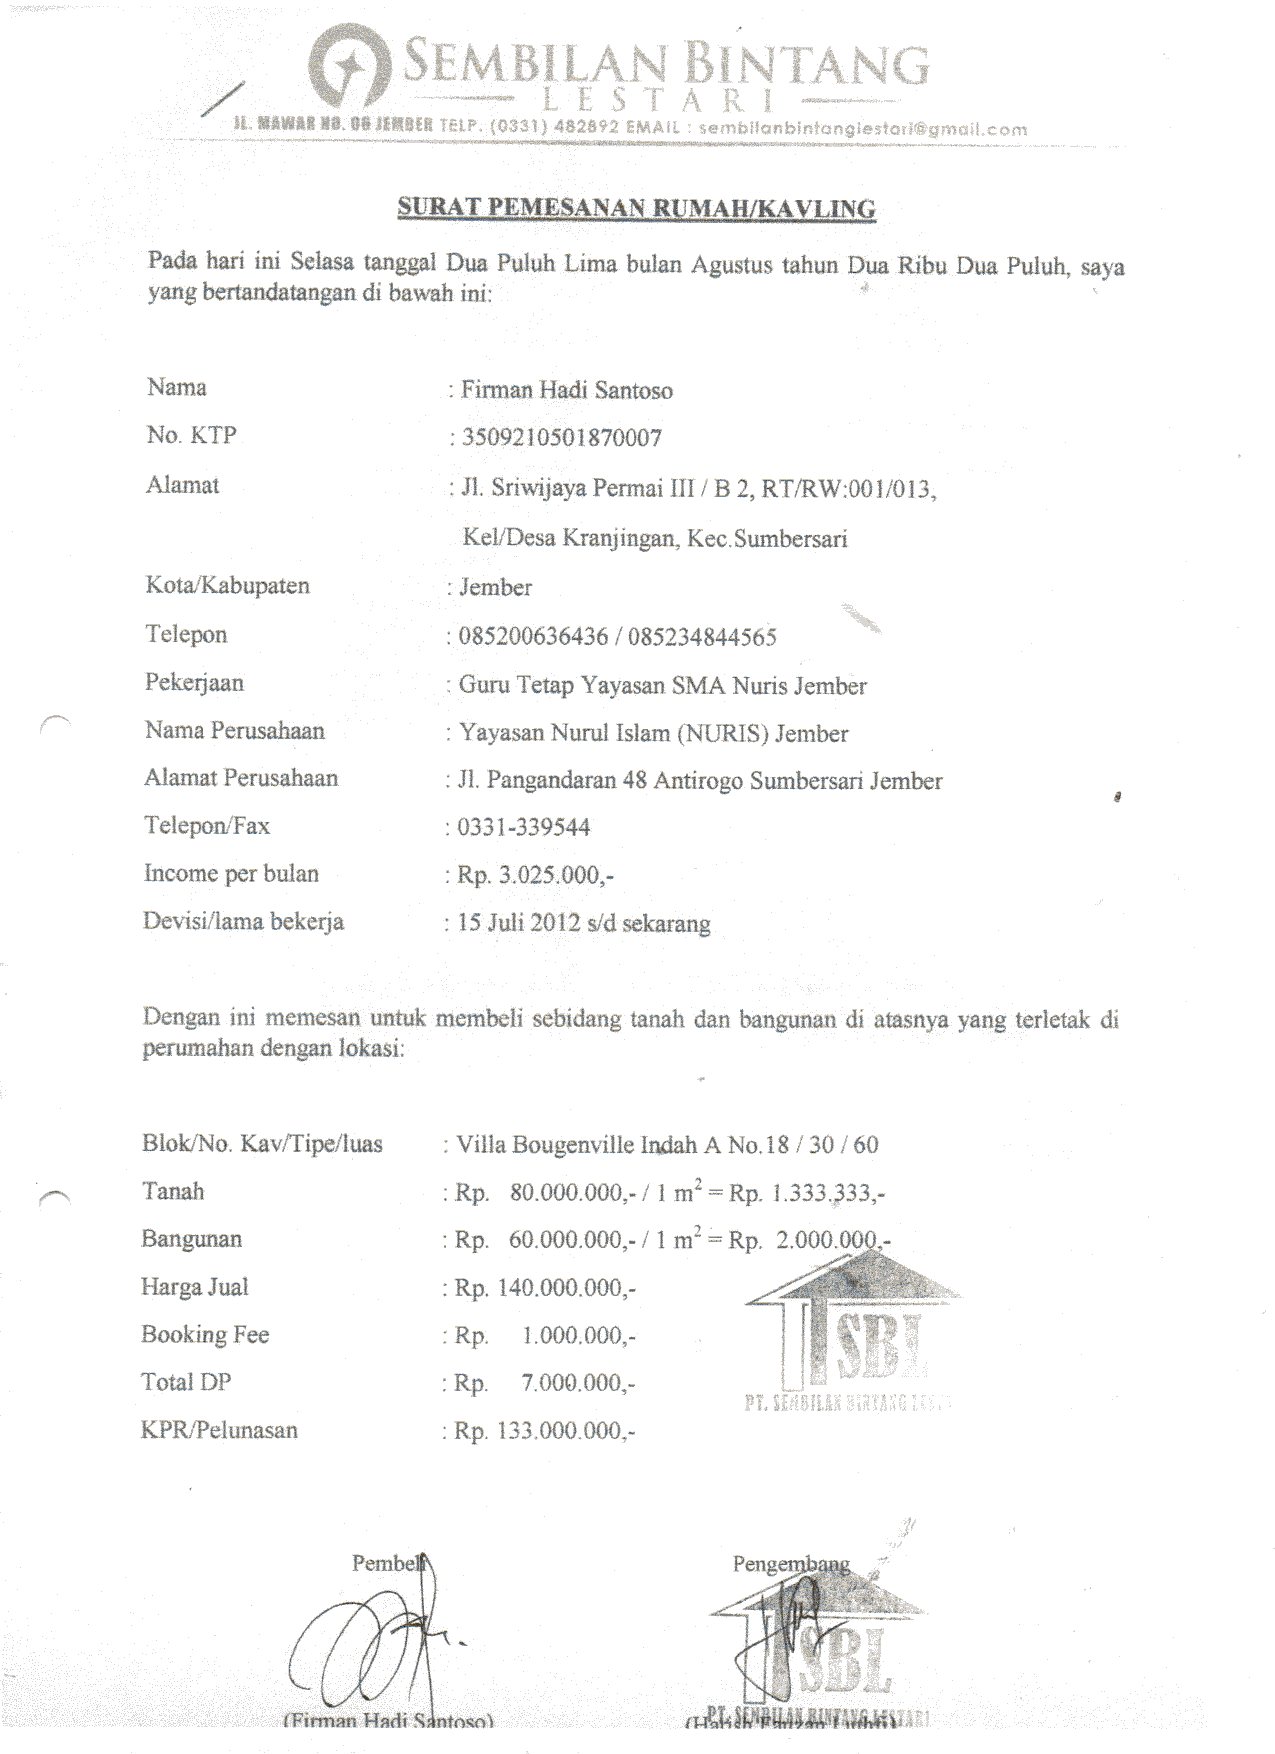 SEMBILAN BINTANG
LESTARI
JL. MAWAR NO. 06 JEMBER TELP. (0331) 482892 EMAIL : sembilanbintanglestari@gmail.com
SURAT PEMESANAN RUMAH/KAVLING
Pada hari ini Selasa tanggal Dua Puluh Lima bulan Agustus tahun Dua Ribu Dua Puluh, saya
yang bertandatangan di bawah ini:
Nama : Firman Hadi Santoso
No. KTP : 3509210501870007
Alamat : Jl. Sriwijaya Permai III / B 2, RT/RW:001/013,
Kel/Desa Kranjingan, Kec.Sumbersari
Kota/Kabupaten : Jember
Telepon : 085200636436 / 085234844565
Pekerjaan : Guru Tetap Yayasan SMA Nuris Jember
Nama Perusahaan : Yayasan Nurul Islam (NURIS) Jember
Alamat Perusahaan : Jl. Pangandaran 48 Antirogo Sumbersari Jember
Telepon/Fax : 0331-339544
Income per bulan : Rp. 3.025.000,-
Devisi/lama bekerja : 15 Juli 2012 s/d sekarang
Dengan ini memesan untuk membeli sebidang tanah dan bangunan di atasnya yang terletak di
perumahan dengan lokasi:
Blok/No. Kav/Tipe/luas : Villa Bougenville Indah A No.18 / 30 / 60
Tanah : Rp. 80.000.000,- / 1 m² = Rp. 1.333.333,-
Bangunan : Rp. 60.000.000,- / 1 m² = Rp. 2.000.000,-
Harga Jual : Rp. 140.000.000,-
Booking Fee : Rp. 1.000.000,-
Total DP : Rp. 7.000.000,-
KPR/Pelunasan : Rp. 133.000.000,-
SBL
PT. SEMBILAN BINTANG
Pembeli Pengembang
SBL
PT. SEMBILAN BINTANG LESTARI
(Firman Hadi Santoso)